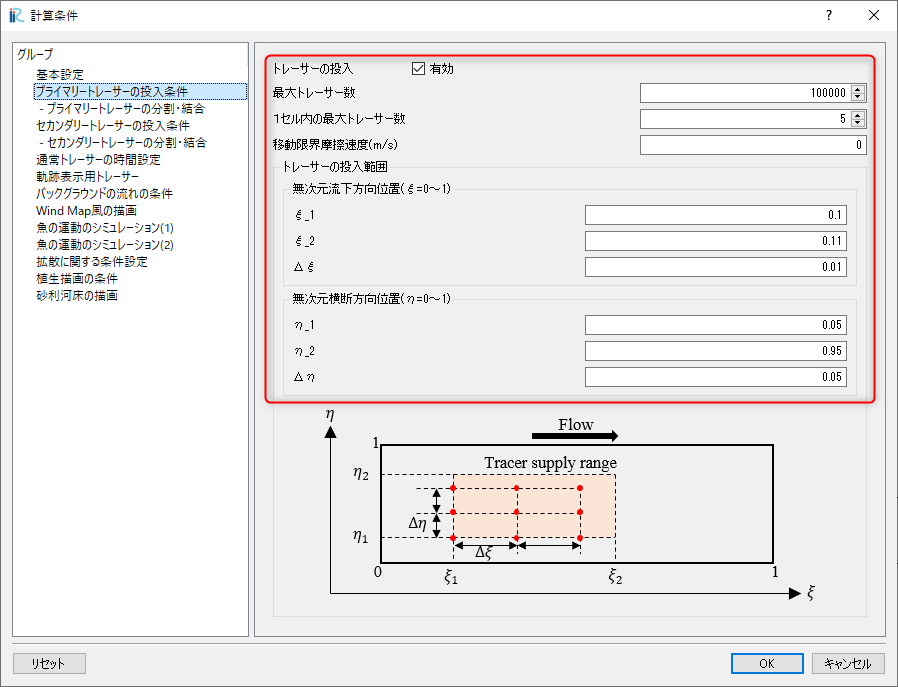 計算条件
?
グループ
基本設定
プライマリートレーサーの投入条件
- プライマリートレーサーの分割・結合
セカンダリートレーサーの投入条件
- セカンダリートレーサーの分割・結合
通常トレーサーの時間設定
軌跡表示用トレーサー
バックグラウンドの流れの条件
Wind Map風の描画
魚の運動のシミュレーション(1)
魚の運動のシミュレーション(2)
拡散に関する条件設定
植生描画の条件
砂利河床の描画
トレーサーの投入 有効
最大トレーサー数 100000
1セル内の最大トレーサー数 5
移動限界摩擦速度(m/s) 0
トレーサーの投入範囲
無次元流下方向位置(ξ=0～1)
ξ_1 0.1
ξ_2 0.11
Δξ 0.01
無次元横断方向位置(η=0～1)
η_1 0.05
η_2 0.95
Δη 0.05
η
Flow
1
Tracer supply range
η2
Δη
η1
Δξ
0 ξ1 ξ2 1
ξ
リセット OK キャンセル